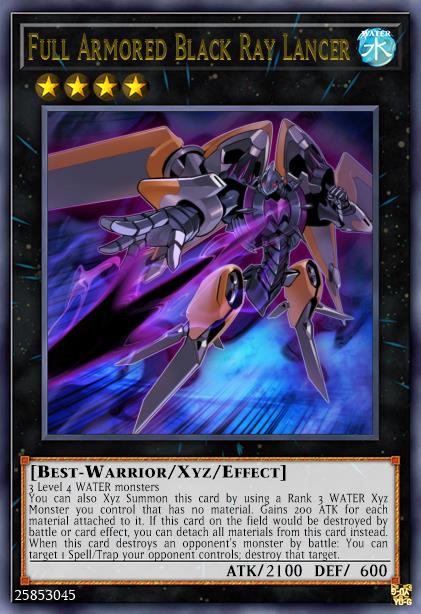 Full Armored Black Ray Lancer
WATER
水
[Best-Warrior/Xyz/Effect]
3 Level 4 WATER monsters
You can also Xyz Summon this card by using a Rank 3 WATER Xyz
Monster you control that has no material. Gains 200 ATK for each
material attached to it. If this card on the field would be destroyed by
battle or card effect, you can detach all materials from this card instead.
When this card destroys an opponent's monster by battle: You can
target 1 Spell/Trap your opponent controls; destroy that target.
ATK/2100 DEF/ 600
25853045